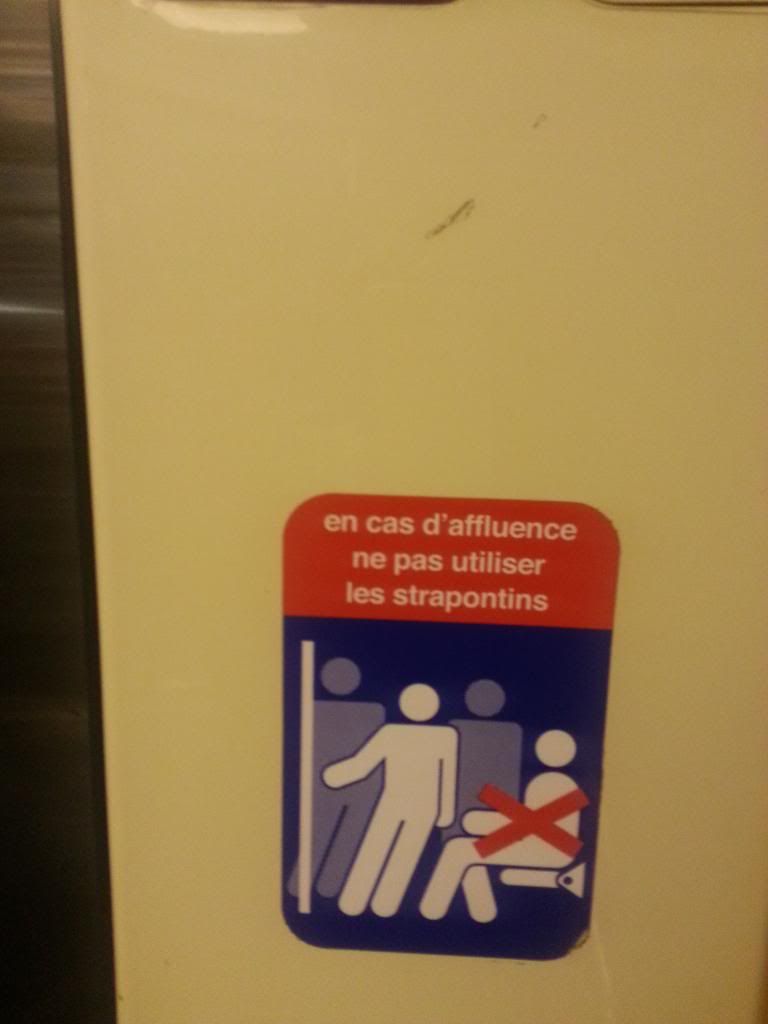 en cas d'affluence
ne pas utiliser
les strapontins